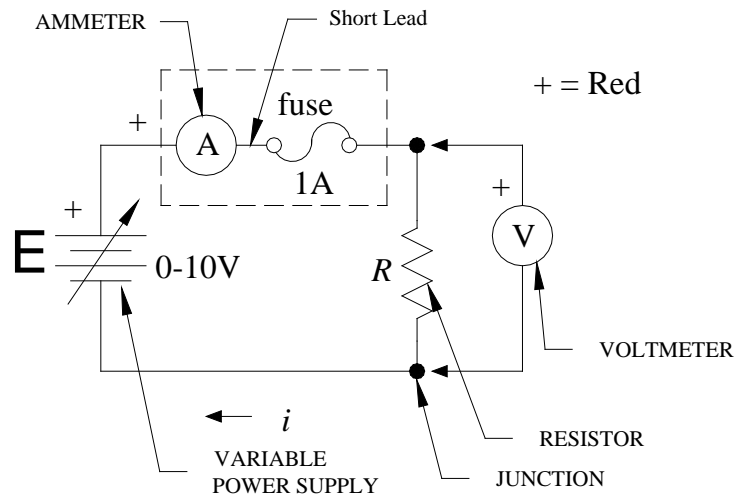 AMMETER
Short Lead
+ = Red
fuse
+
A
1A
+
V
+
E
0-10V
R
VOLTMETER
i
RESISTOR
VARIABLE
POWER SUPPLY
JUNCTION